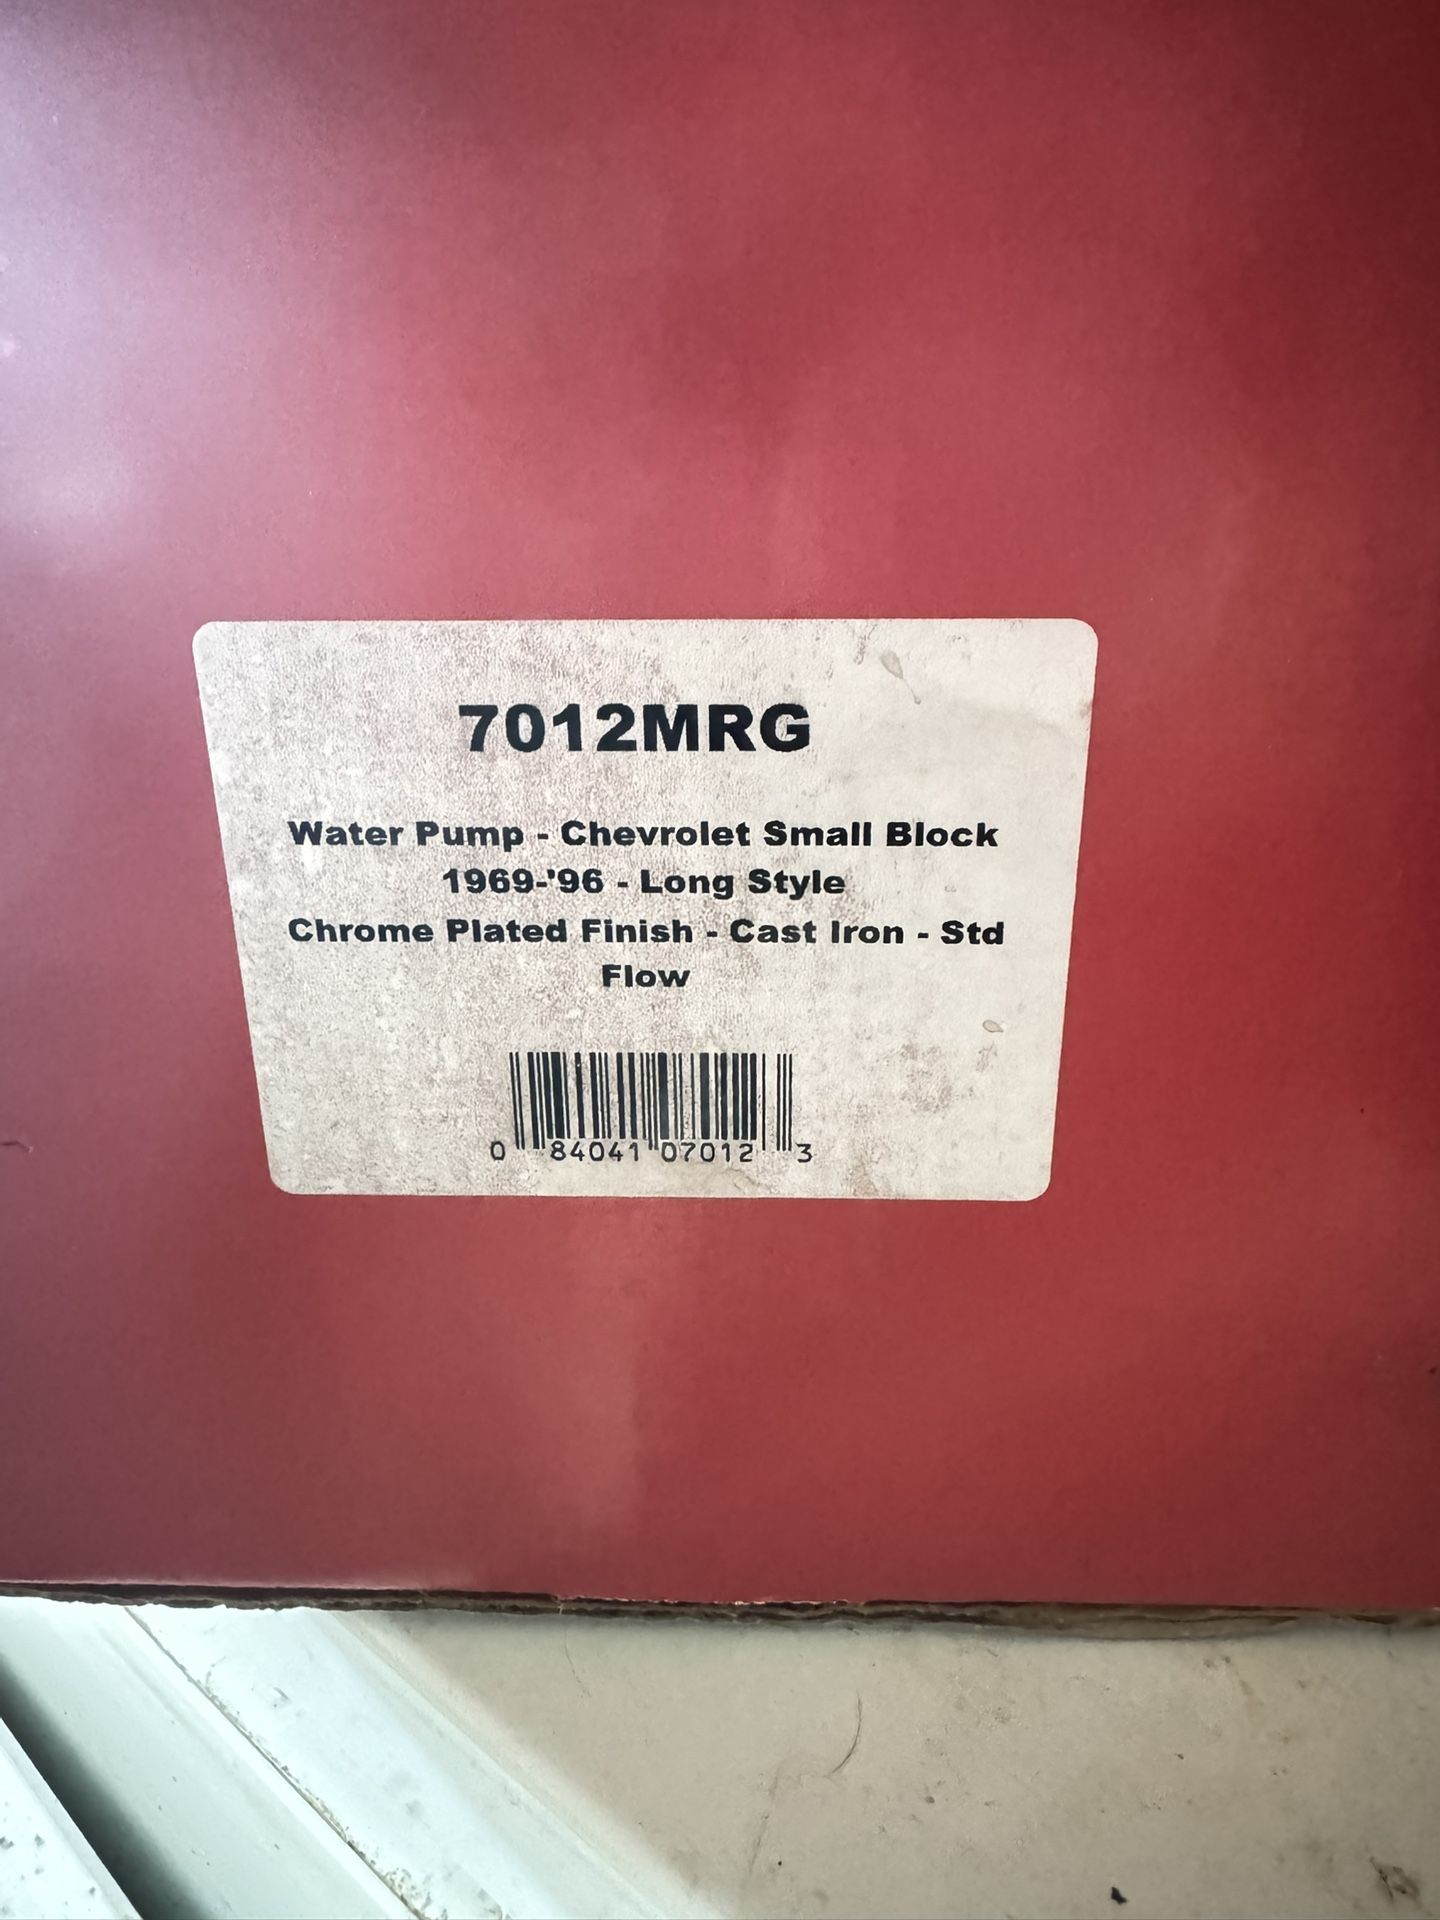 7012MRG
Water Pump - Chevrolet Small Block
1969-'96 - Long Style
Chrome Plated Finish - Cast Iron - Std
Flow
0 84041 07012 3